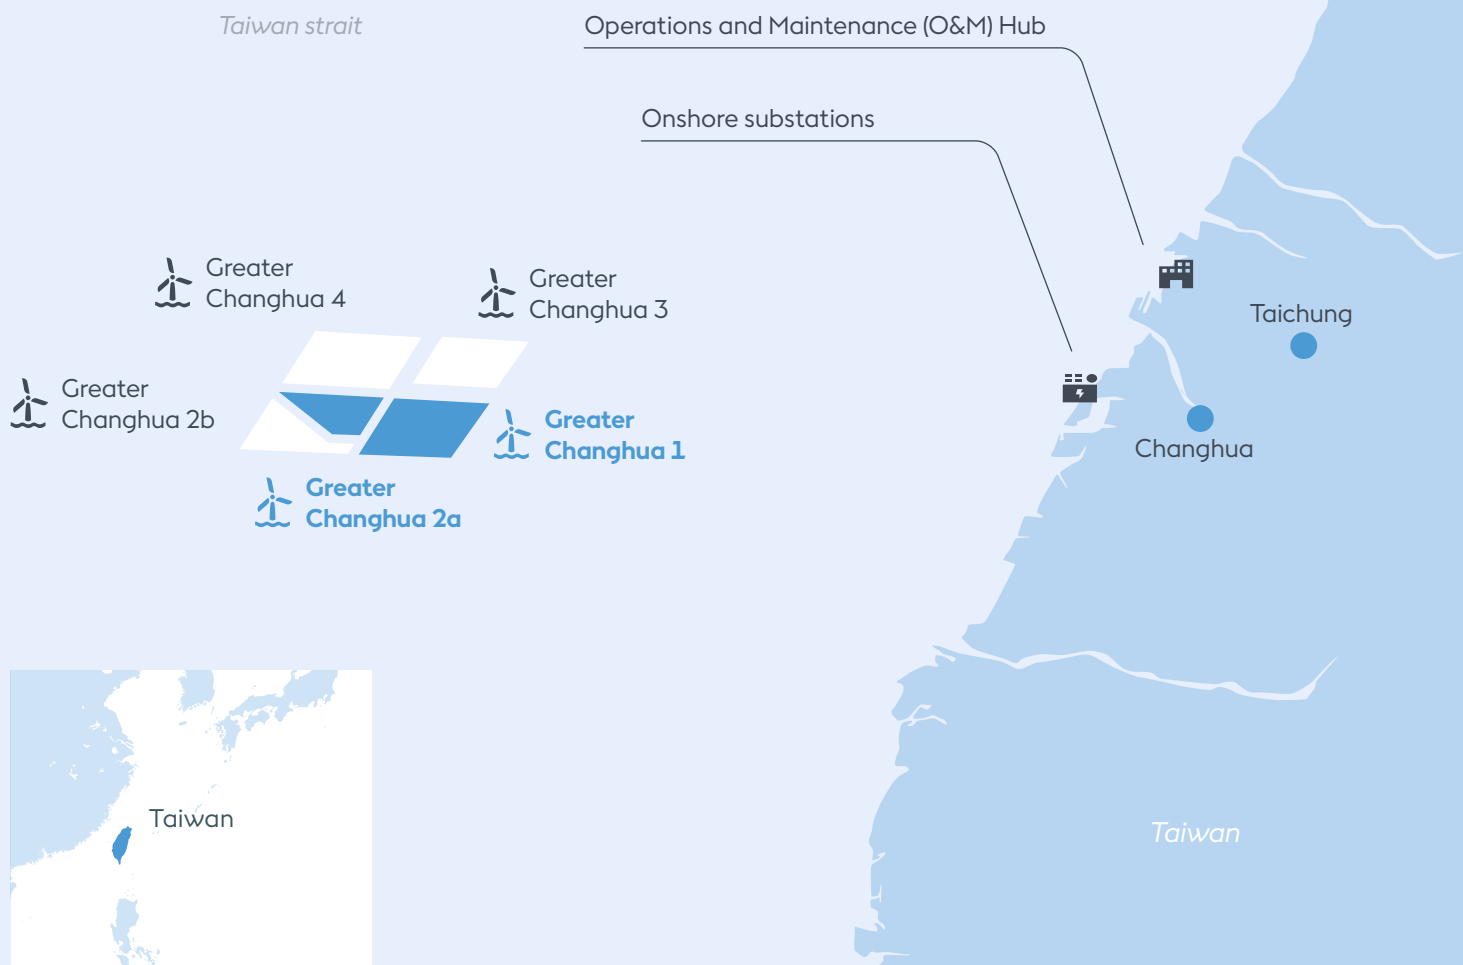 Taiwan strait
Operations and Maintenance (O&M) Hub
Onshore substations
Greater
Changhua 4
Greater
Changhua 3
Taichung
Greater
Changhua 2b
Greater
Changhua 1
Changhua
Greater
Changhua 2a
Taiwan
Taiwan